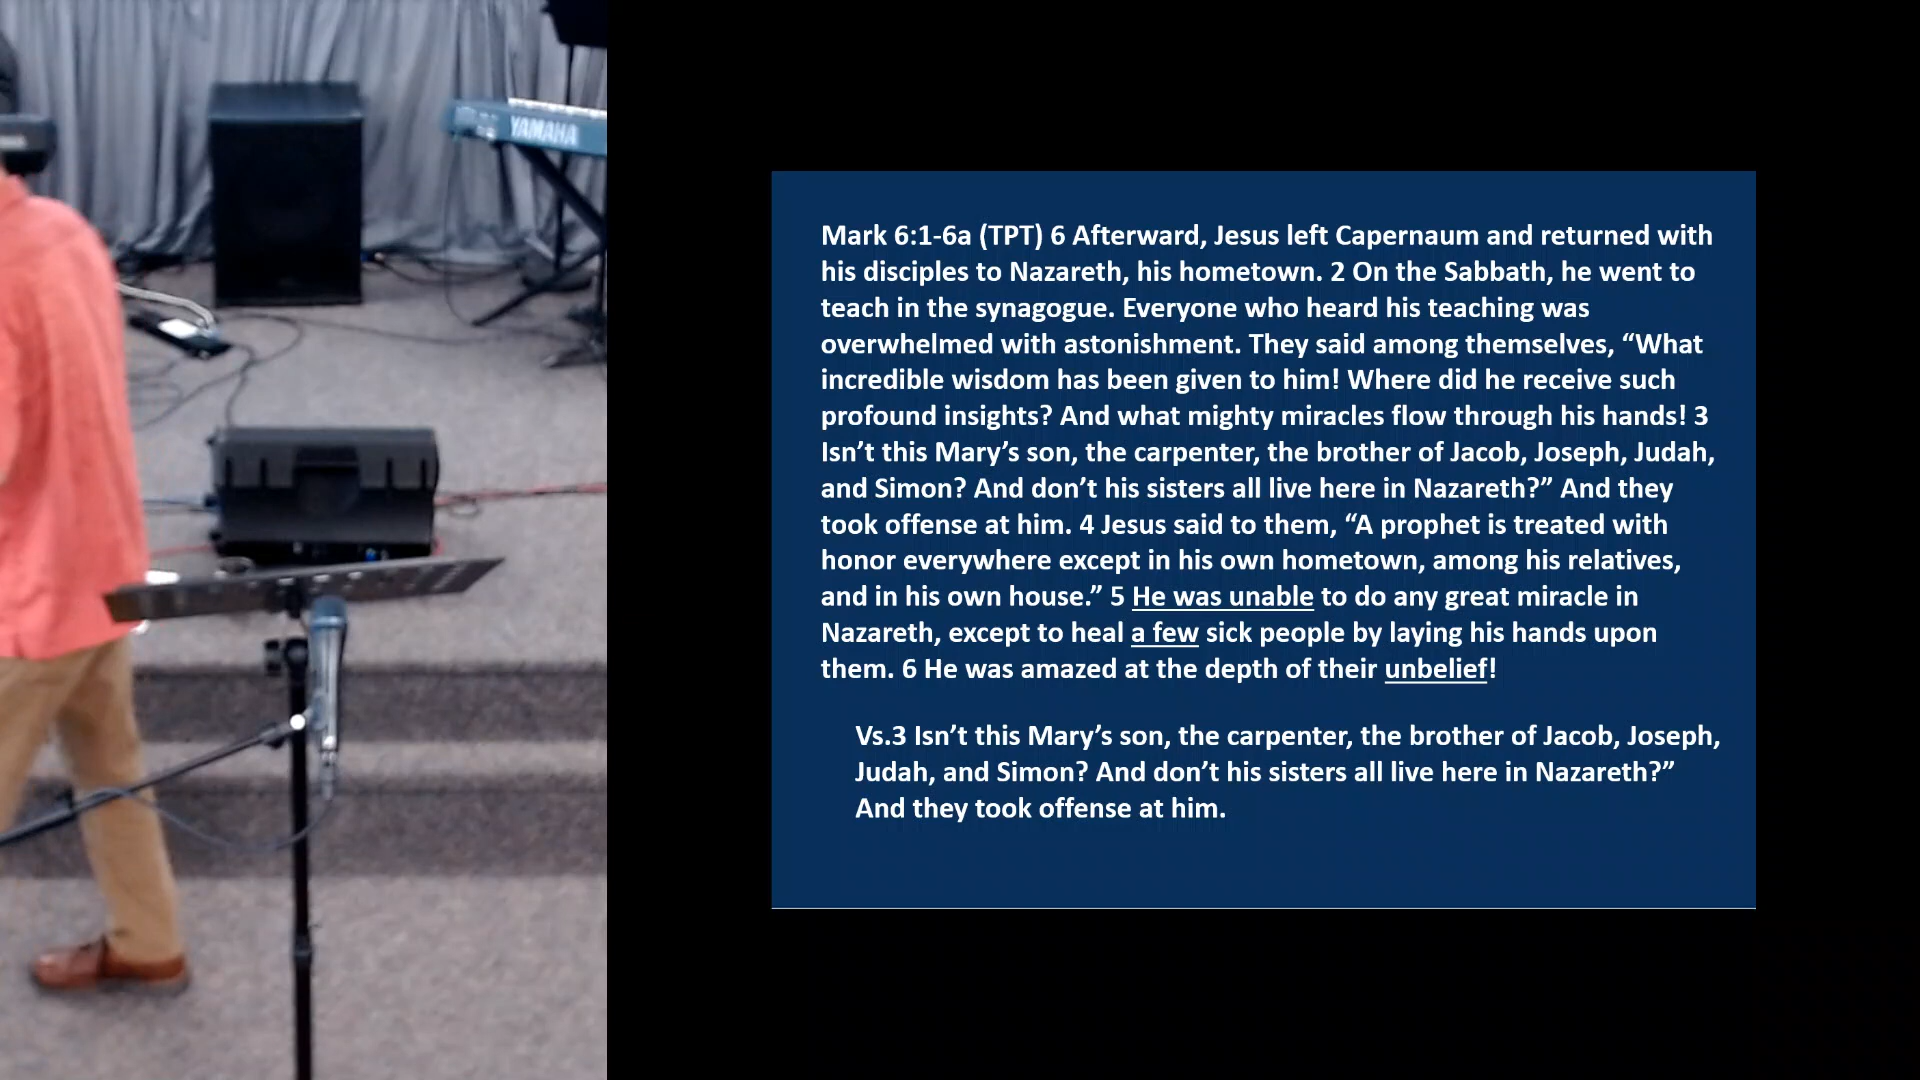 YAMAHA
Mark 6:1-6a (TPT) 6 Afterward, Jesus left Capernaum and returned with
his disciples to Nazareth, his hometown. 2 On the Sabbath, he went to
teach in the synagogue. Everyone who heard his teaching was
overwhelmed with astonishment. They said among themselves, “What
incredible wisdom has been given to him! Where did he receive such
profound insights? And what mighty miracles flow through his hands! 3
Isn’t this Mary’s son, the carpenter, the brother of Jacob, Joseph, Judah,
and Simon? And don’t his sisters all live here in Nazareth?” And they
took offense at him. 4 Jesus said to them, “A prophet is treated with
honor everywhere except in his own hometown, among his relatives,
and in his own house.” 5 He was unable to do any great miracle in
Nazareth, except to heal a few sick people by laying his hands upon
them. 6 He was amazed at the depth of their unbelief!
Vs.3 Isn’t this Mary’s son, the carpenter, the brother of Jacob, Joseph,
Judah, and Simon? And don’t his sisters all live here in Nazareth?”
And they took offense at him.